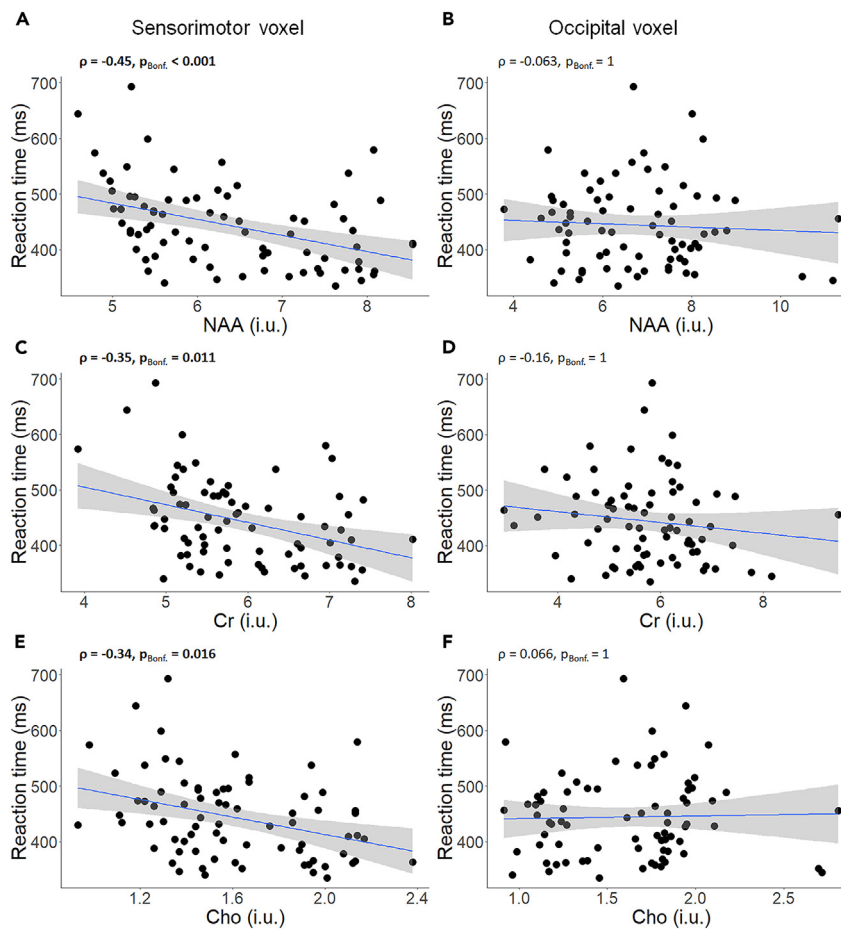 A Sensorimotor voxel
B Occipital voxel
ρ = -0.45, pBonf. < 0.001
ρ = -0.063, pBonf. = 1
Reaction time (ms)
700
600
500
400
5 6 7 8
NAA (i.u.)
Reaction time (ms)
700
600
500
400
4 6 8 10
NAA (i.u.)
C
ρ = -0.35, pBonf. = 0.011
D
ρ = -0.16, pBonf. = 1
Reaction time (ms)
700
600
500
400
4 5 6 7 8
Cr (i.u.)
Reaction time (ms)
700
600
500
400
4 6 8
Cr (i.u.)
E
ρ = -0.34, pBonf. = 0.016
F
ρ = 0.066, pBonf. = 1
Reaction time (ms)
700
600
500
400
1.2 1.6 2.0 2.4
Cho (i.u.)
Reaction time (ms)
700
600
500
400
1.0 1.5 2.0 2.5
Cho (i.u.)